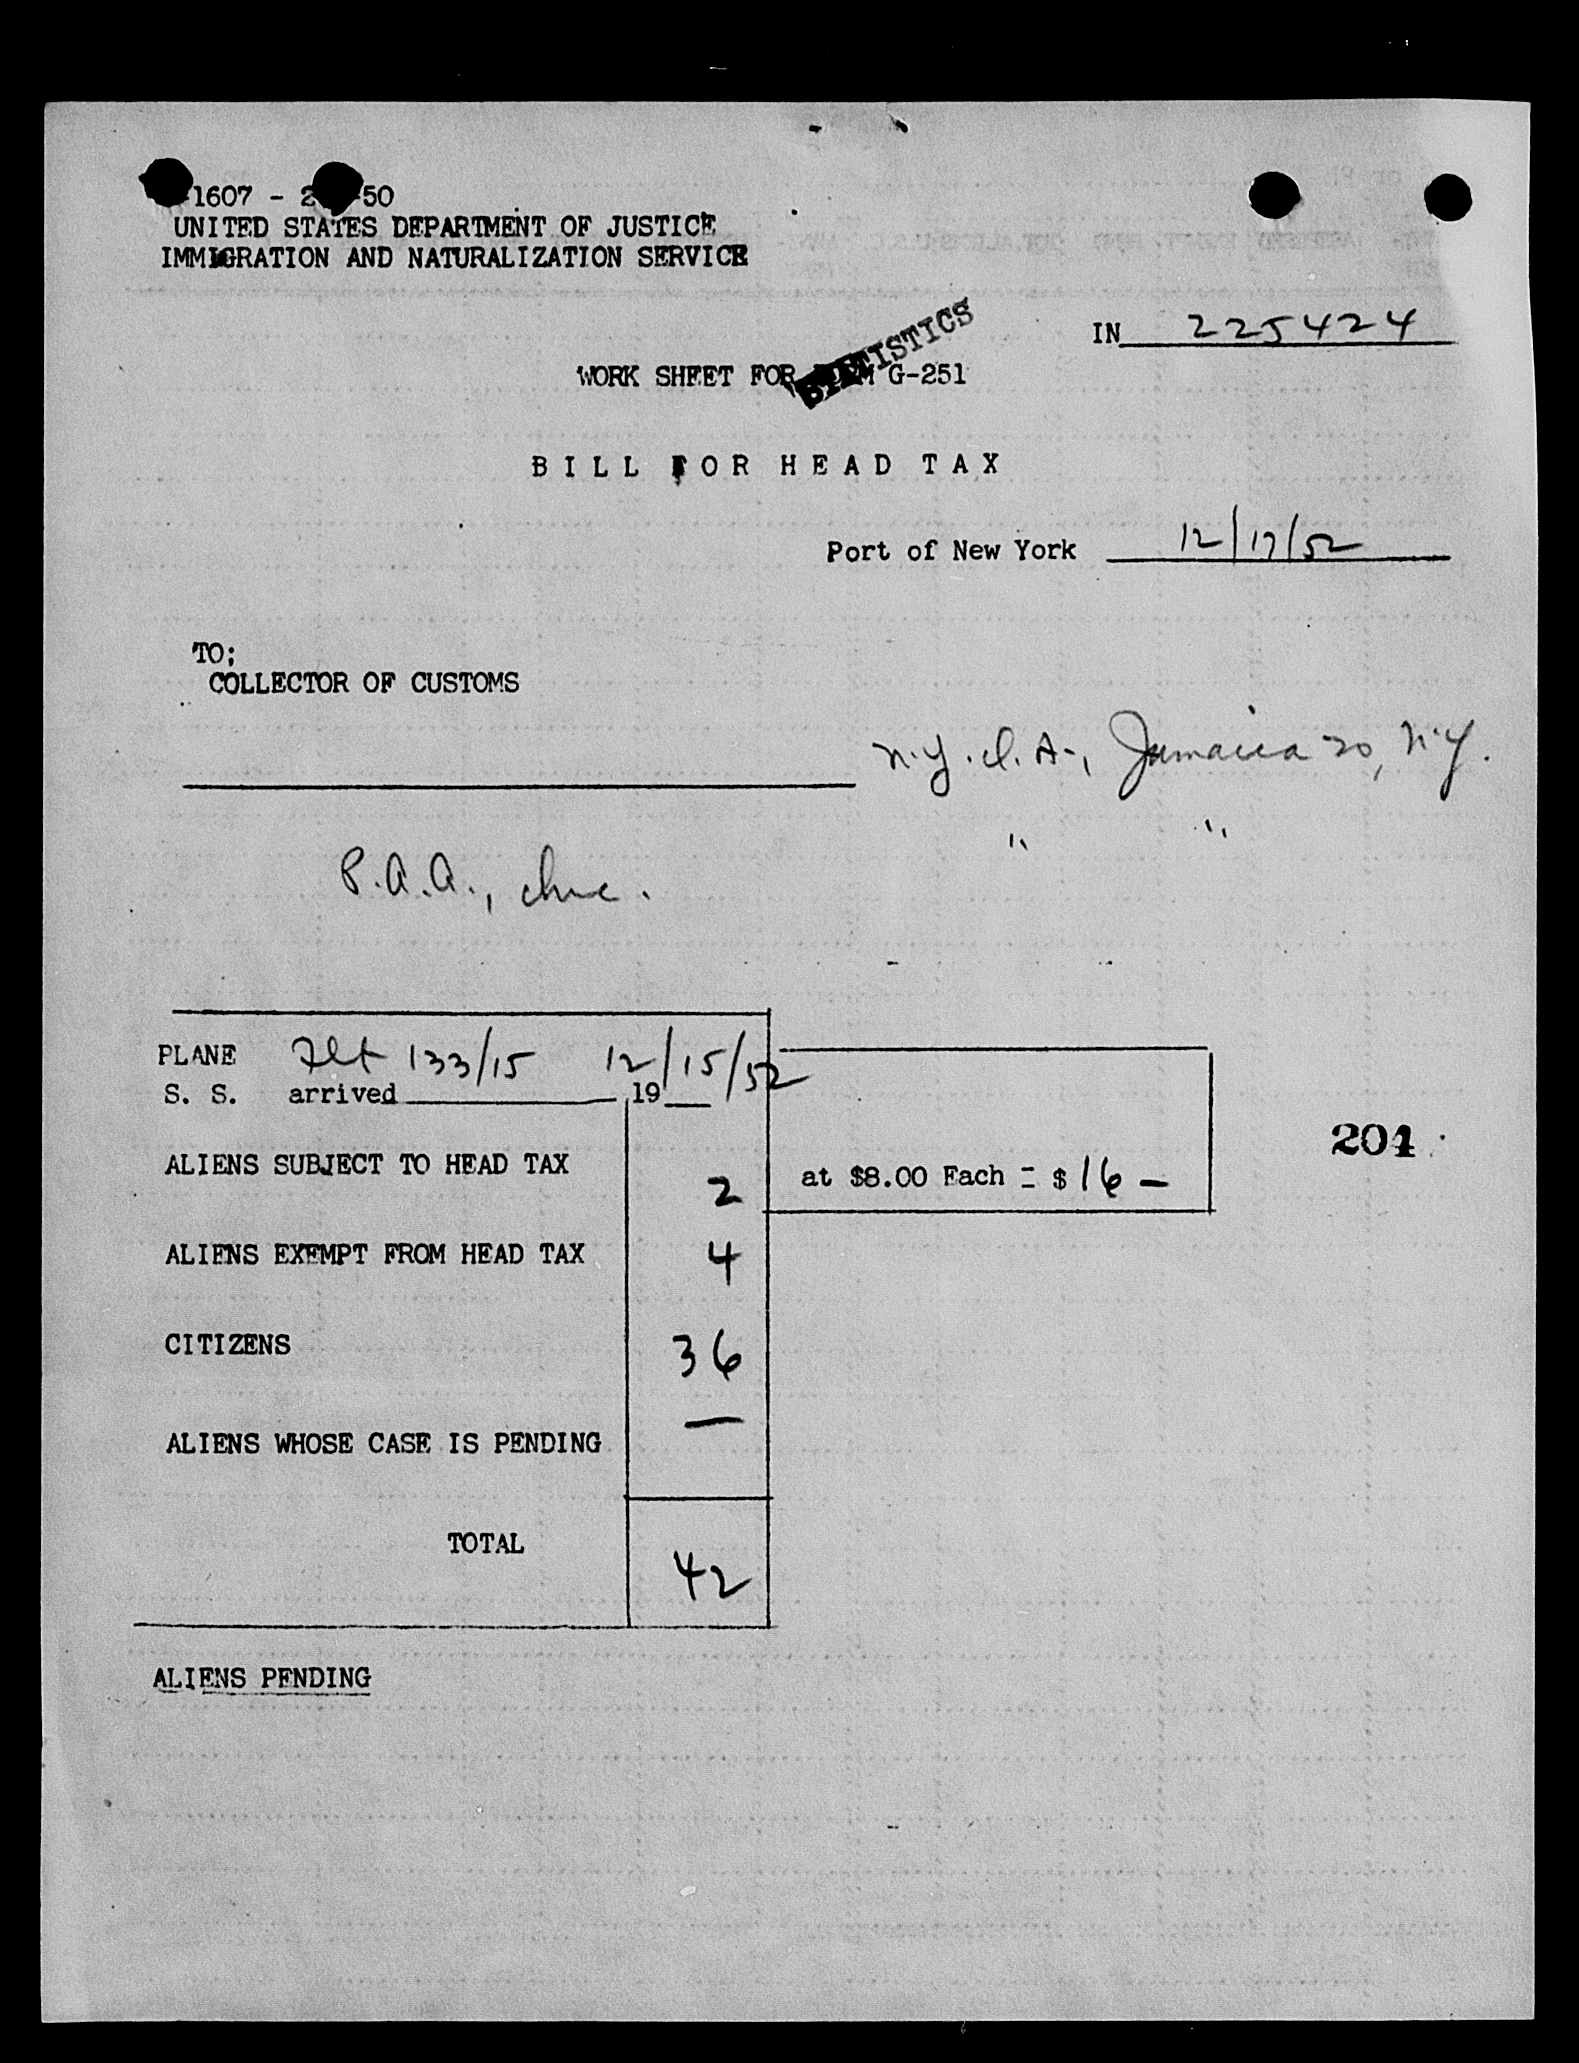 1607 - 2 50
UNITED STATES DEPARTMENT OF JUSTICE
IMMIGRATION AND NATURALIZATION SERVICE
IN 225424
STATISTICS
WORK SHEET FOR FORM G-251
BILL FOR HEAD TAX
Port of New York 12/17/52
TO;
COLLECTOR OF CUSTOMS
N.Y.I.A., Jamaica 30, N.Y.
" "
P.A.A., Inc.
PLANE Flt 133/15 12/15/52
S. S. arrived , 19
ALIENS SUBJECT TO HEAD TAX 2 at $8.00 Each = $ 16 —
204
ALIENS EXEMPT FROM HEAD TAX 4
CITIZENS 36
ALIENS WHOSE CASE IS PENDING —
TOTAL 42
ALIENS PENDING